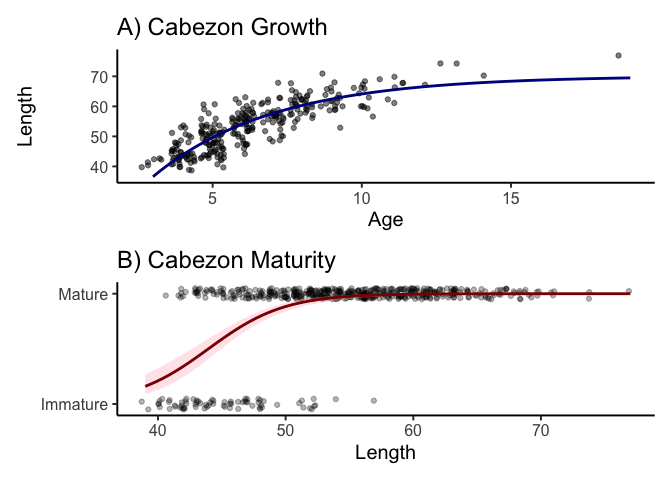 A) Cabezon Growth
Length
70
60
50
40
5 10 15
Age
B) Cabezon Maturity
Mature
Immature
40 50 60 70
Length